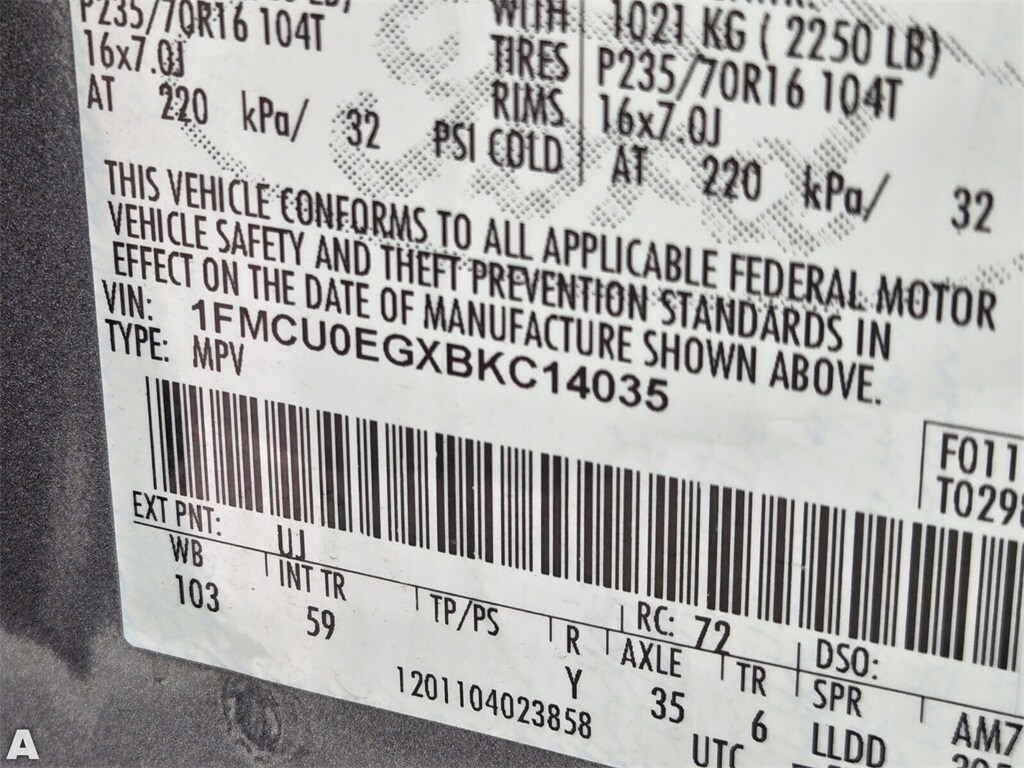 WITH 1021 KG ( 2250 LB)
P235/70R16 104T TIRES P235/70R16 104T
16x7.0J RIMS 16x7.0J
AT 220 kPa/ 32 PSI COLD AT 220 kPa/ 32
THIS VEHICLE CONFORMS TO ALL APPLICABLE FEDERAL MOTOR
VEHICLE SAFETY AND THEFT PREVENTION STANDARDS IN
EFFECT ON THE DATE OF MANUFACTURE SHOWN ABOVE.
VIN: 1FMCU0EGXBKC14035
TYPE: MPV
F011
T029
EXT PNT: UJ RC: 72 DSO:
WB INT TR TP/PS R AXLE TR SPR
103 59 Y 35 6 LLDD AM7
1201104023858 UTC
A